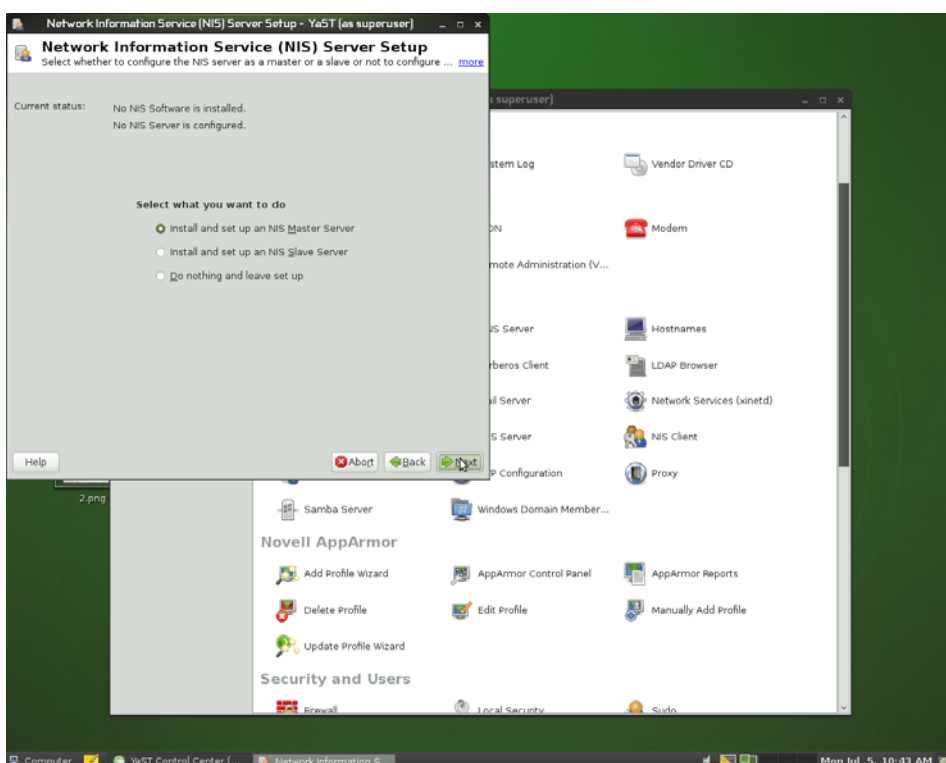 Network Information Service (NIS) Server Setup - YaST (as superuser)
Network Information Service (NIS) Server Setup
Select whether to configure the NIS server as a master or a slave or not to configure ... more
Current status:
No NIS Software is installed.
No NIS Server is configured.
Select what you want to do
Install and set up an NIS Master Server
Install and set up an NIS Slave Server
Do nothing and leave set up
Help
Abort
Back
Next
superuser)
stem Log
Vendor Driver CD
Modem
mote Administration (V...
Server
Hostnames
rberos Client
LDAP Browser
il Server
Network Services (xinetd)
S Server
NIS Client
P Configuration
Proxy
2.png
Samba Server
Windows Domain Member...
Novell AppArmor
Add Profile Wizard
AppArmor Control Panel
AppArmor Reports
Delete Profile
Edit Profile
Manually Add Profile
Update Profile Wizard
Security and Users
Firewall
Local Security
Sudo
Computer
YaST Control Center (...
Network Information S...
Mon Jul 5, 10:43 AM